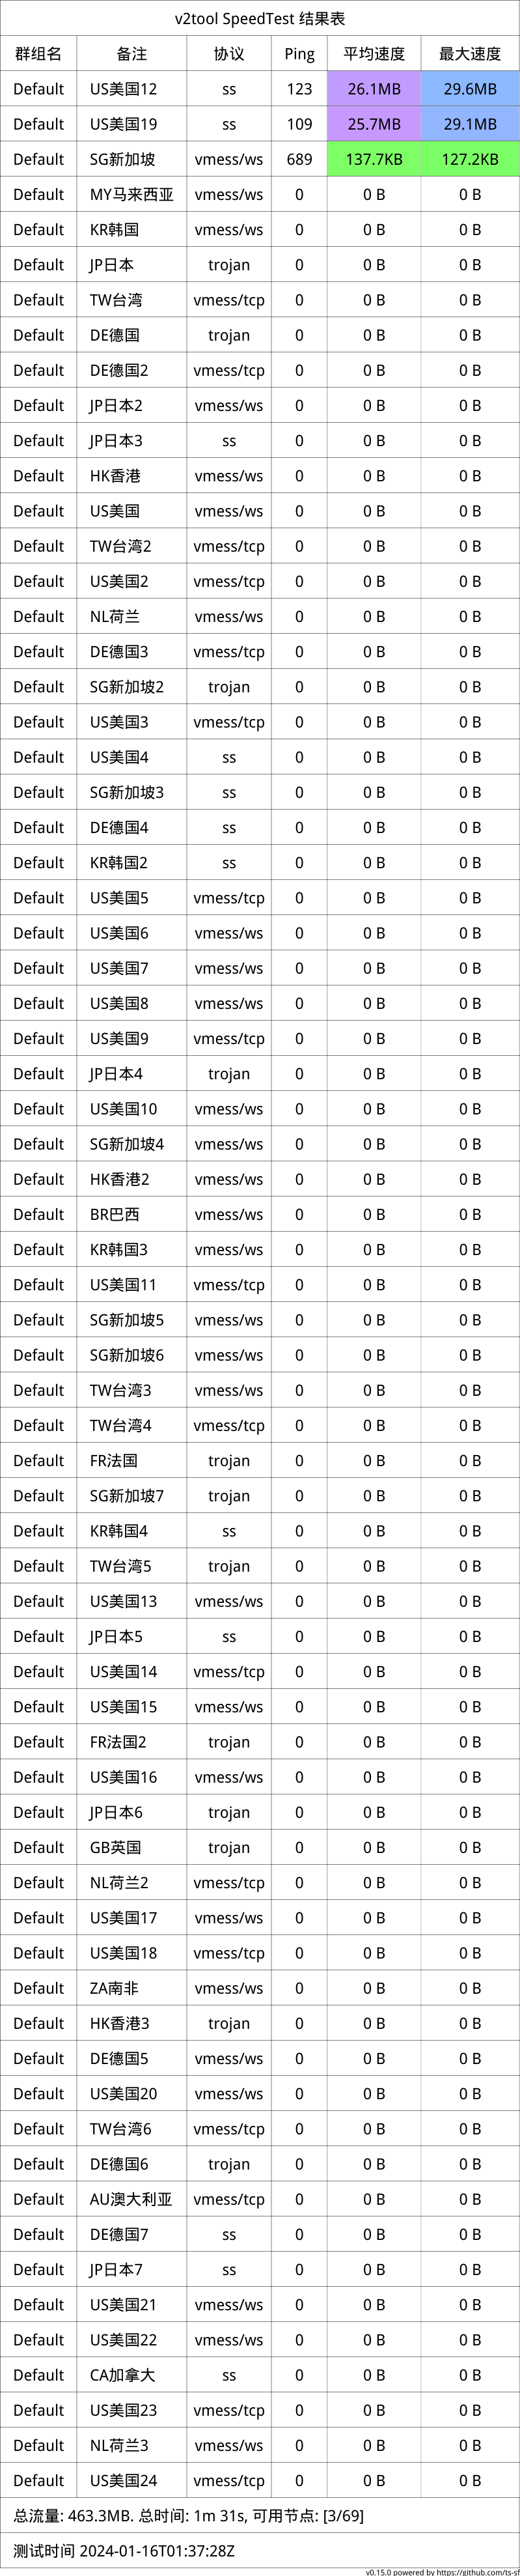 v2tool SpeedTest 结果表
群组名 备注 协议 Ping 平均速度 最大速度
Default US美国12 ss 123 26.1MB 29.6MB
Default US美国19 ss 109 25.7MB 29.1MB
Default SG新加坡 vmess/ws 689 137.7KB 127.2KB
Default MY马来西亚 vmess/ws 0 0 B 0 B
Default KR韩国 vmess/ws 0 0 B 0 B
Default JP日本 trojan 0 0 B 0 B
Default TW台湾 vmess/tcp 0 0 B 0 B
Default DE德国 trojan 0 0 B 0 B
Default DE德国2 vmess/tcp 0 0 B 0 B
Default JP日本2 vmess/ws 0 0 B 0 B
Default JP日本3 ss 0 0 B 0 B
Default HK香港 vmess/ws 0 0 B 0 B
Default US美国 vmess/ws 0 0 B 0 B
Default TW台湾2 vmess/tcp 0 0 B 0 B
Default US美国2 vmess/tcp 0 0 B 0 B
Default NL荷兰 vmess/ws 0 0 B 0 B
Default DE德国3 vmess/tcp 0 0 B 0 B
Default SG新加坡2 trojan 0 0 B 0 B
Default US美国3 vmess/tcp 0 0 B 0 B
Default US美国4 ss 0 0 B 0 B
Default SG新加坡3 ss 0 0 B 0 B
Default DE德国4 ss 0 0 B 0 B
Default KR韩国2 ss 0 0 B 0 B
Default US美国5 vmess/tcp 0 0 B 0 B
Default US美国6 vmess/ws 0 0 B 0 B
Default US美国7 vmess/ws 0 0 B 0 B
Default US美国8 vmess/ws 0 0 B 0 B
Default US美国9 vmess/tcp 0 0 B 0 B
Default JP日本4 trojan 0 0 B 0 B
Default US美国10 vmess/ws 0 0 B 0 B
Default SG新加坡4 vmess/ws 0 0 B 0 B
Default HK香港2 vmess/ws 0 0 B 0 B
Default BR巴西 vmess/ws 0 0 B 0 B
Default KR韩国3 vmess/ws 0 0 B 0 B
Default US美国11 vmess/tcp 0 0 B 0 B
Default SG新加坡5 vmess/ws 0 0 B 0 B
Default SG新加坡6 vmess/ws 0 0 B 0 B
Default TW台湾3 vmess/ws 0 0 B 0 B
Default TW台湾4 vmess/tcp 0 0 B 0 B
Default FR法国 trojan 0 0 B 0 B
Default SG新加坡7 trojan 0 0 B 0 B
Default KR韩国4 ss 0 0 B 0 B
Default TW台湾5 trojan 0 0 B 0 B
Default US美国13 vmess/ws 0 0 B 0 B
Default JP日本5 ss 0 0 B 0 B
Default US美国14 vmess/tcp 0 0 B 0 B
Default US美国15 vmess/ws 0 0 B 0 B
Default FR法国2 trojan 0 0 B 0 B
Default US美国16 vmess/ws 0 0 B 0 B
Default JP日本6 trojan 0 0 B 0 B
Default GB英国 trojan 0 0 B 0 B
Default NL荷兰2 vmess/tcp 0 0 B 0 B
Default US美国17 vmess/ws 0 0 B 0 B
Default US美国18 vmess/tcp 0 0 B 0 B
Default ZA南非 vmess/ws 0 0 B 0 B
Default HK香港3 trojan 0 0 B 0 B
Default DE德国5 vmess/ws 0 0 B 0 B
Default US美国20 vmess/ws 0 0 B 0 B
Default TW台湾6 vmess/tcp 0 0 B 0 B
Default DE德国6 trojan 0 0 B 0 B
Default AU澳大利亚 vmess/tcp 0 0 B 0 B
Default DE德国7 ss 0 0 B 0 B
Default JP日本7 ss 0 0 B 0 B
Default US美国21 vmess/ws 0 0 B 0 B
Default US美国22 vmess/ws 0 0 B 0 B
Default CA加拿大 ss 0 0 B 0 B
Default US美国23 vmess/tcp 0 0 B 0 B
Default NL荷兰3 vmess/ws 0 0 B 0 B
Default US美国24 vmess/tcp 0 0 B 0 B
总流量: 463.3MB. 总时间: 1m 31s, 可用节点: [3/69]
测试时间 2024-01-16T01:37:28Z
v0.15.0 powered by https://github.com/ts-sf